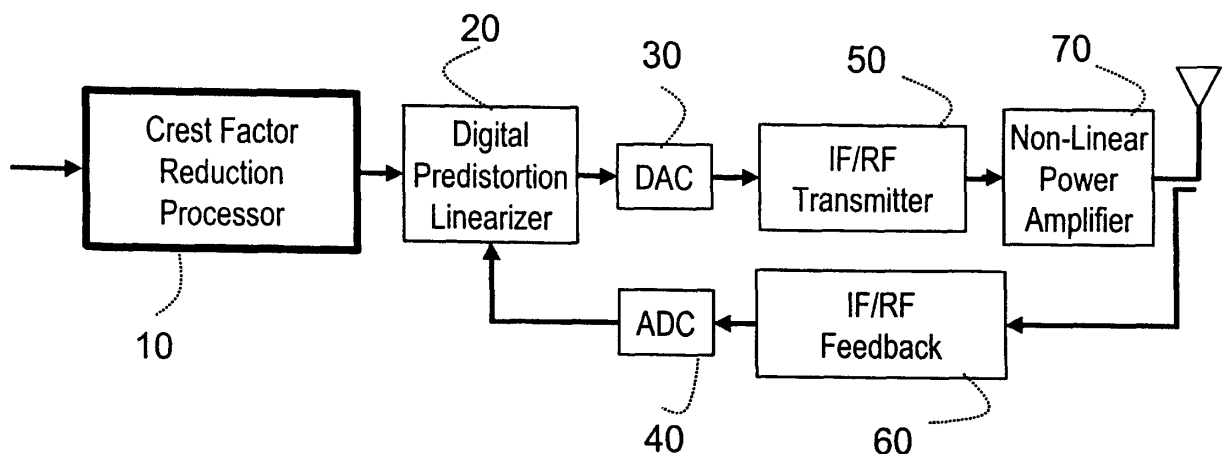 20
30
50
70
Crest Factor
Reduction
Processor
Digital
Predistortion
Linearizer
DAC
IF/RF
Transmitter
Non-Linear
Power
Amplifier
ADC
IF/RF
Feedback
10
40
60